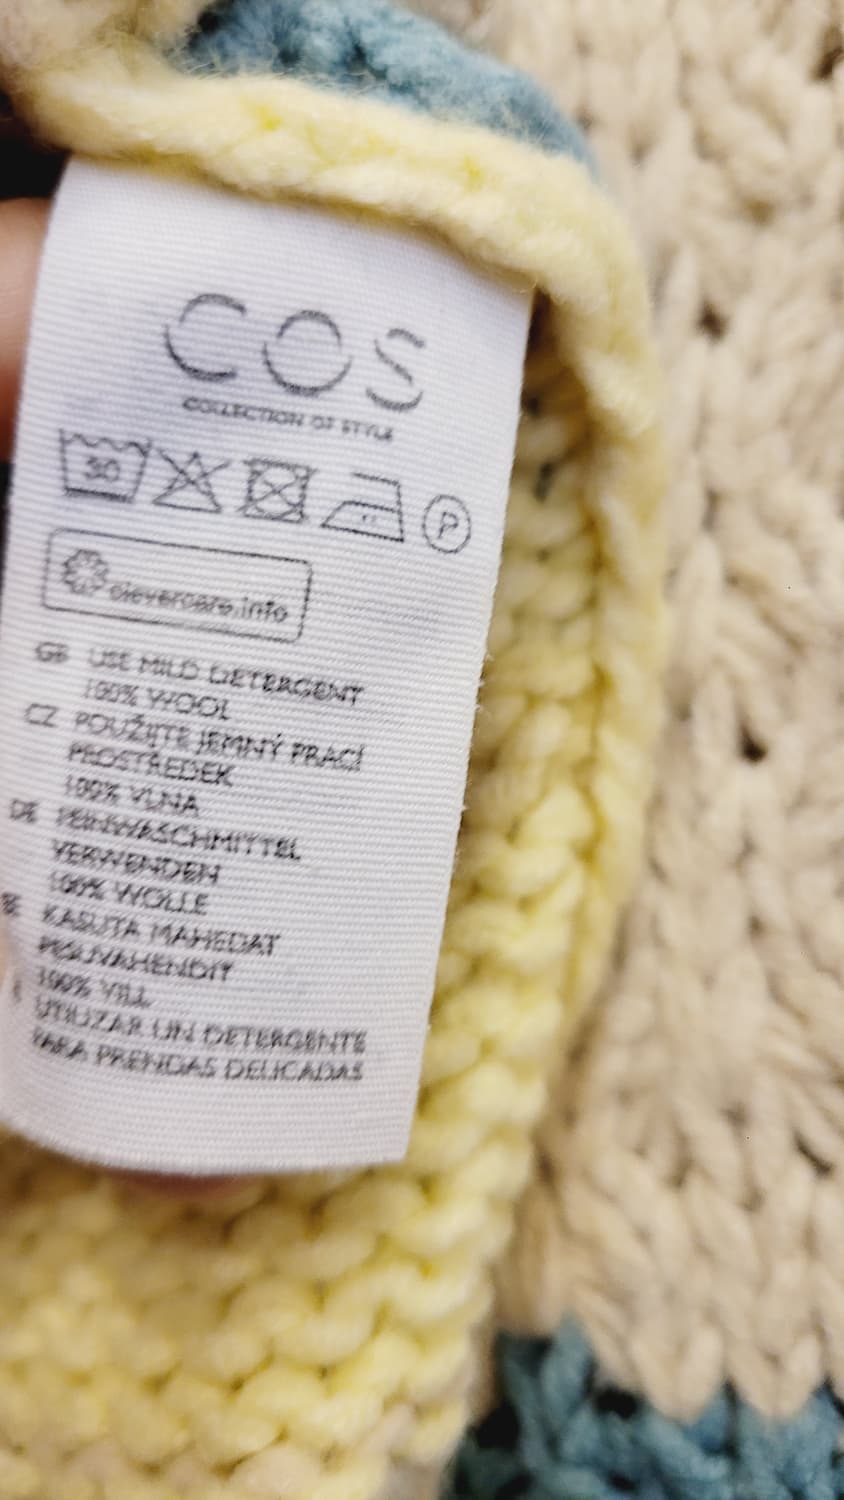 COS
COLLECTION OF STYLE
30
P
clevercare.info
GB USE MILD DETERGENT
100% WOOL
CZ POUŽIJTE JEMNÝ PRACÍ
PROSTŘEDEK
100% VLNA
DE FEINWASCHMITTEL
VERWENDEN
100% WOLLE
KASUTA MAHEDAT
PESUVAHENDIT
100% VILL
UTILIZAR UN DETERGENTE
PARA PRENDAS DELICADAS